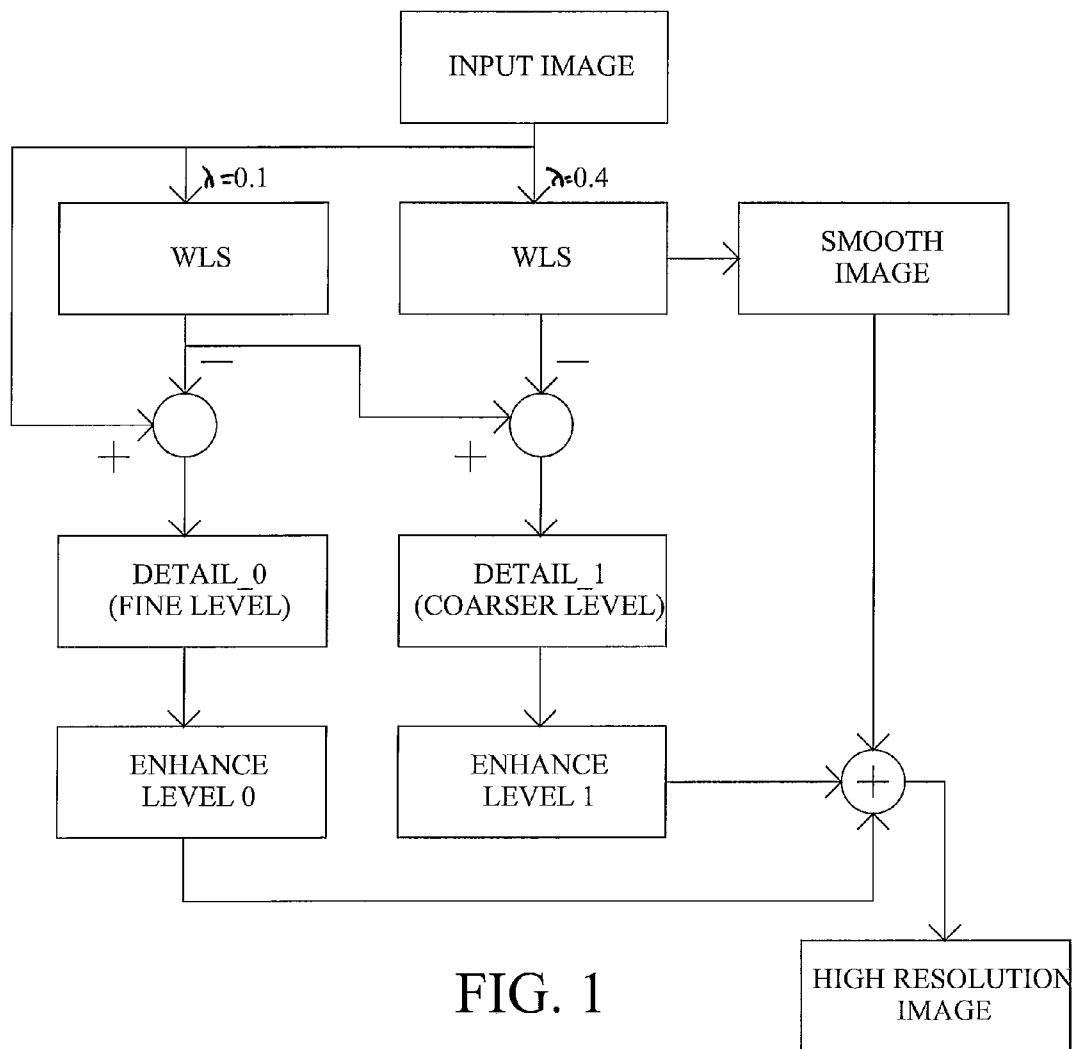 INPUT IMAGE
λ=0.1
λ=0.4
WLS
WLS
SMOOTH
IMAGE
—
—
+
+
DETAIL_0
(FINE LEVEL)
DETAIL_1
(COARSER LEVEL)
ENHANCE
LEVEL 0
ENHANCE
LEVEL 1
+
HIGH RESOLUTION
IMAGE
FIG. 1